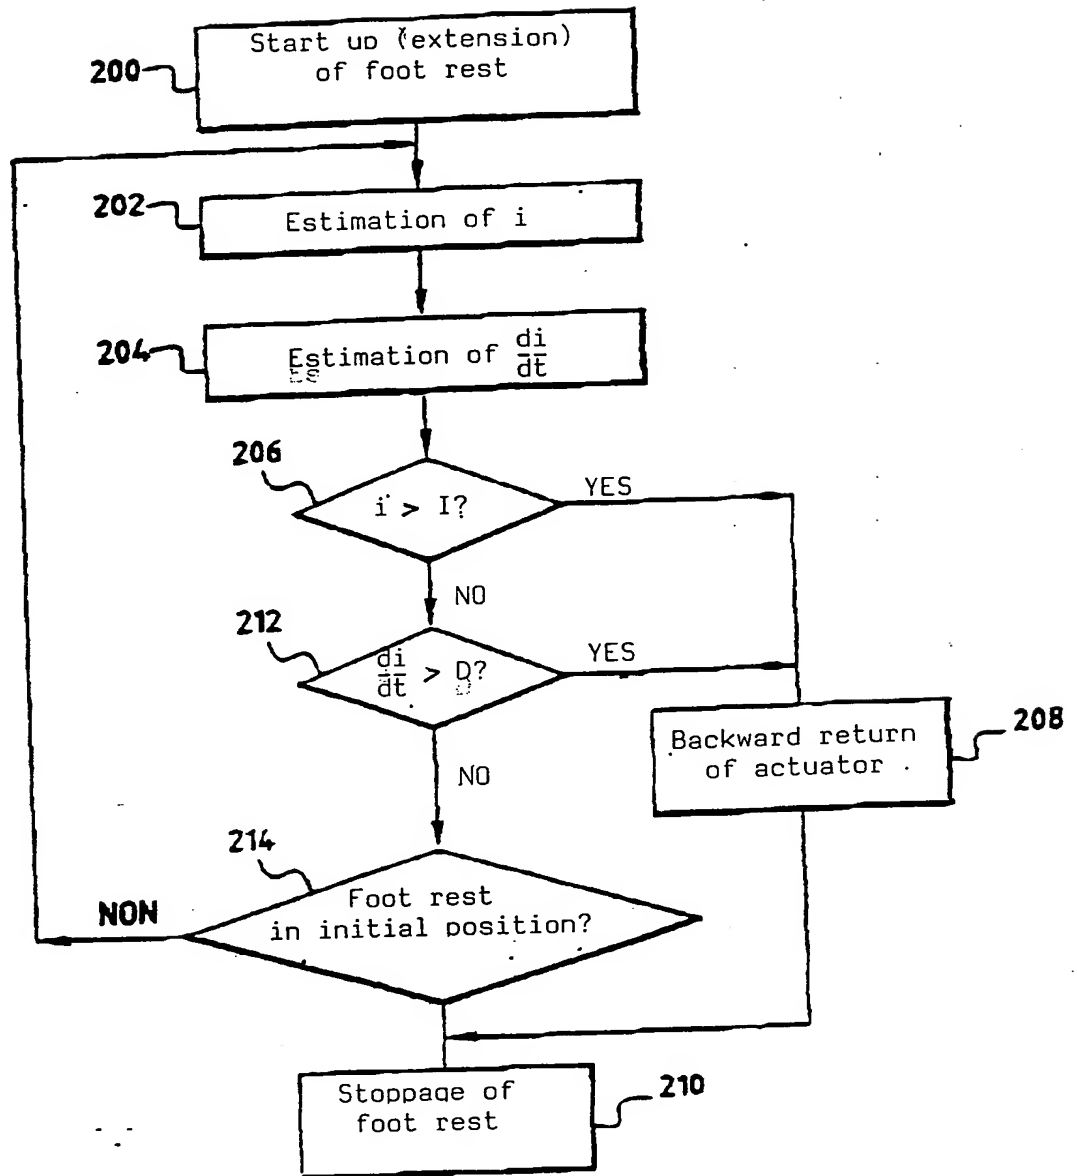 Start up (extension)
of foot rest
200
202
Estimation of i
204
Estimation of di/dt
206
i > I?
YES
NO
212
di/dt > D?
YES
208
Backward return
of actuator
NO
214
Foot rest
in initial position?
NON
Stoppage of
foot rest
210